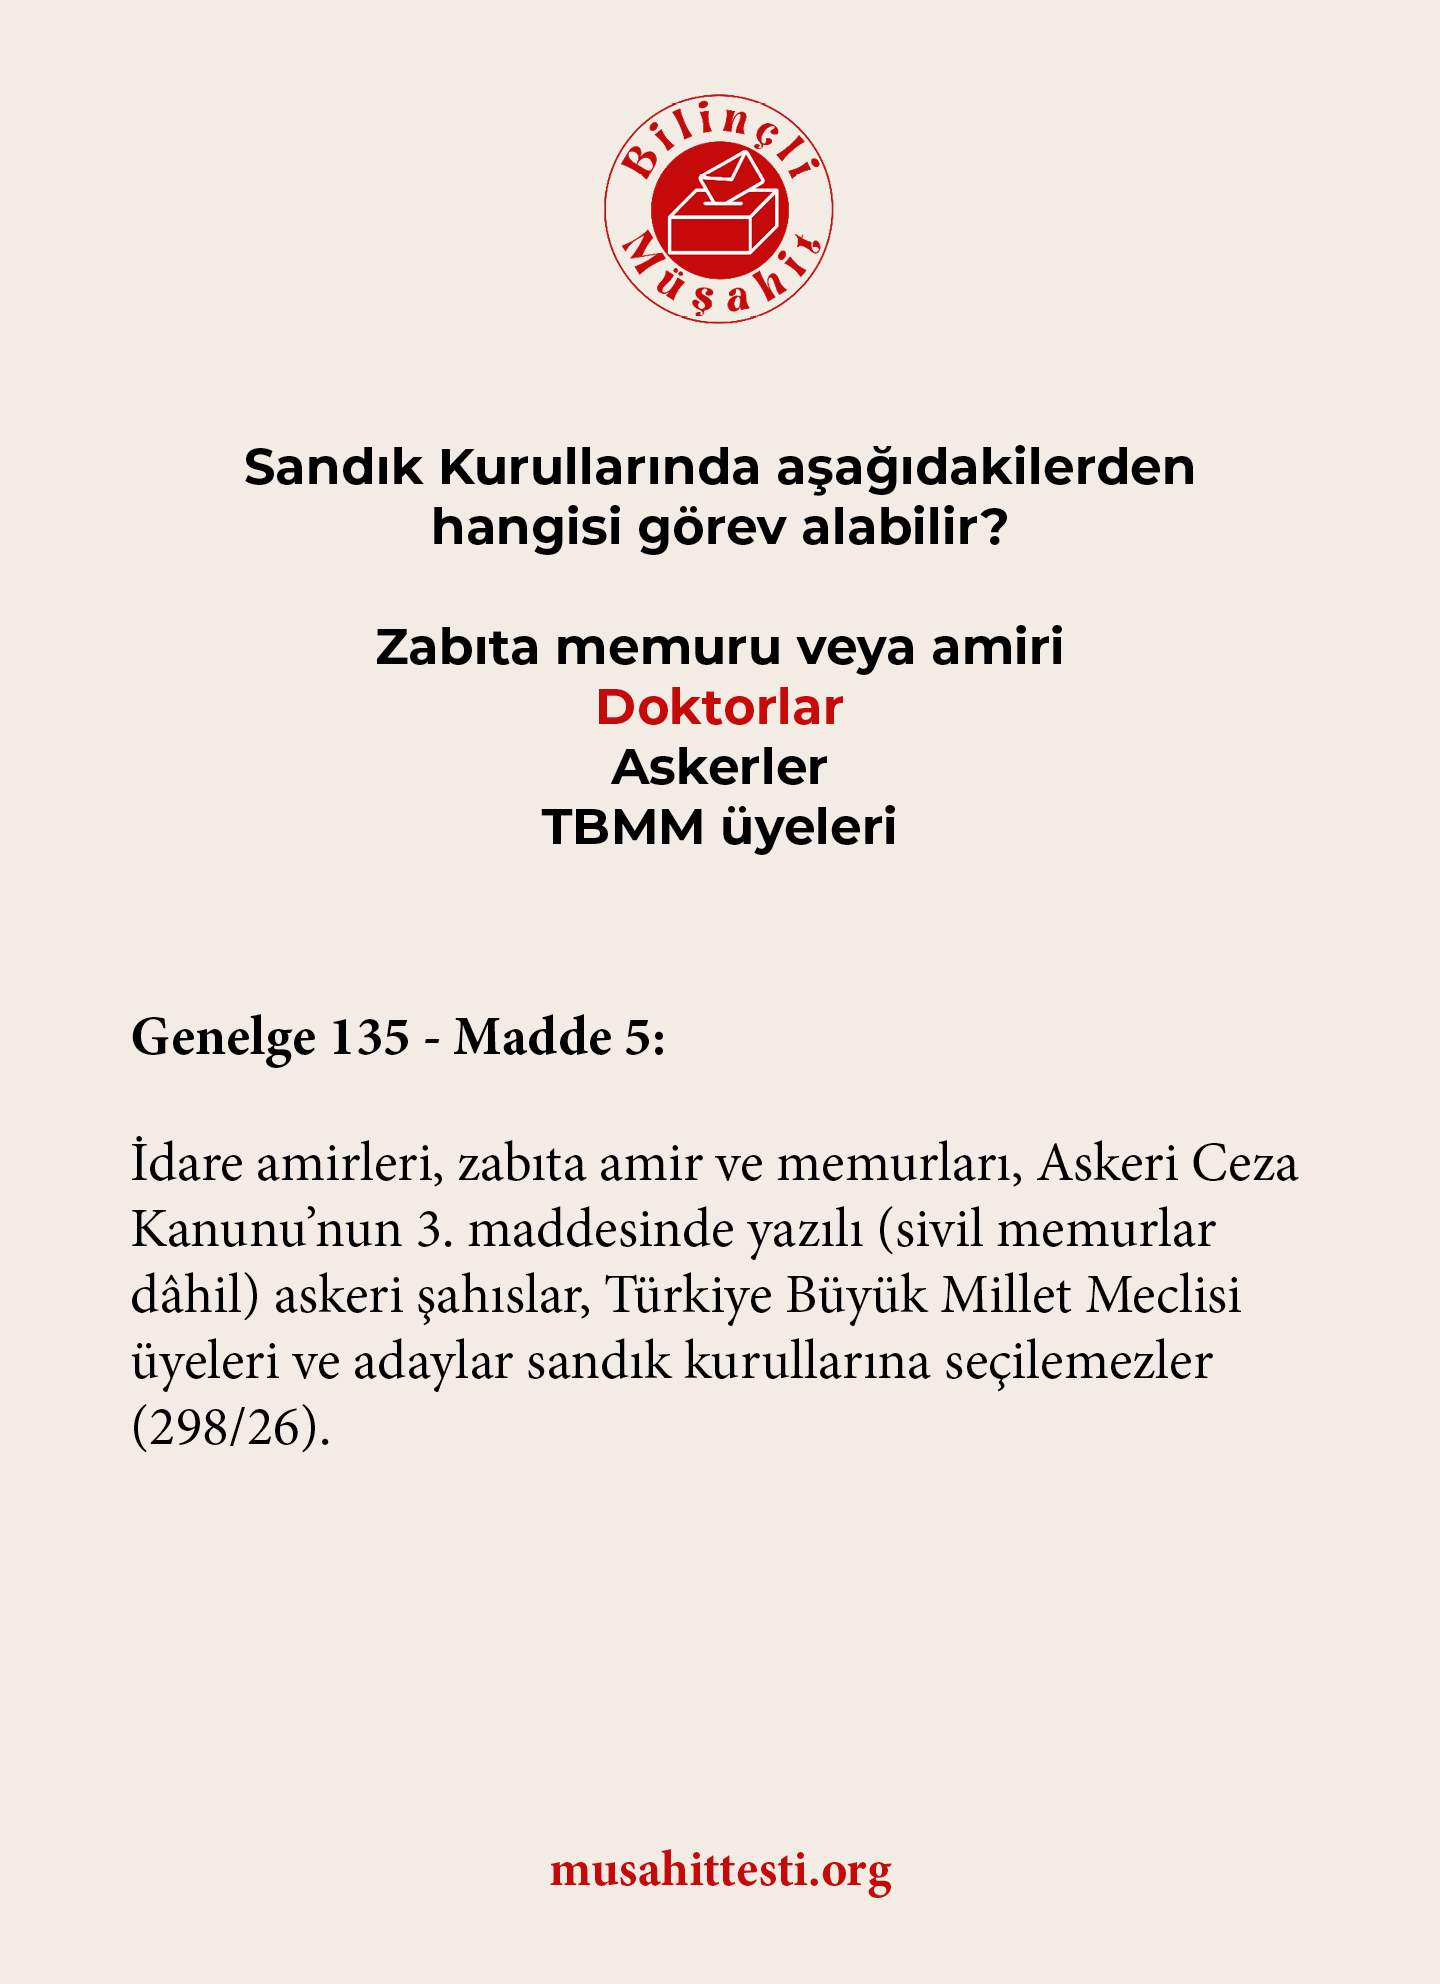 Bilinçli
Müşahit
Sandık Kurullarında aşağıdakilerden
hangisi görev alabilir?
Zabıta memuru veya amiri
Doktorlar
Askerler
TBMM üyeleri
Genelge 135 - Madde 5:
İdare amirleri, zabıta amir ve memurları, Askeri Ceza
Kanunu’nun 3. maddesinde yazılı (sivil memurlar
dâhil) askeri şahıslar, Türkiye Büyük Millet Meclisi
üyeleri ve adaylar sandık kurullarına seçilemezler
(298/26).
musahittesti.org